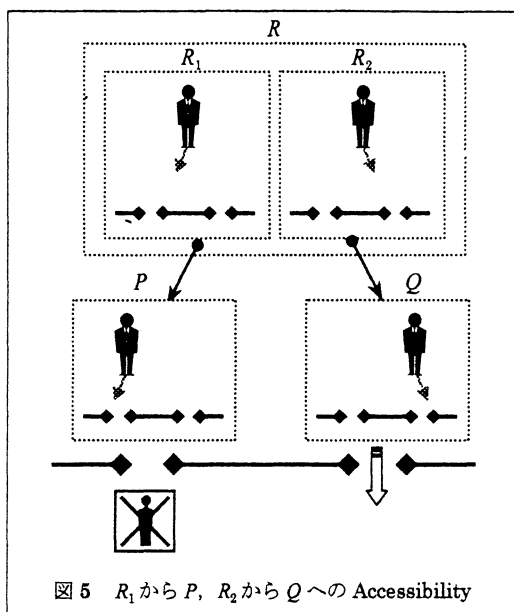 R
R₁ R₂
P Q
図 5 R₁ から P, R₂ から Q への Accessibility